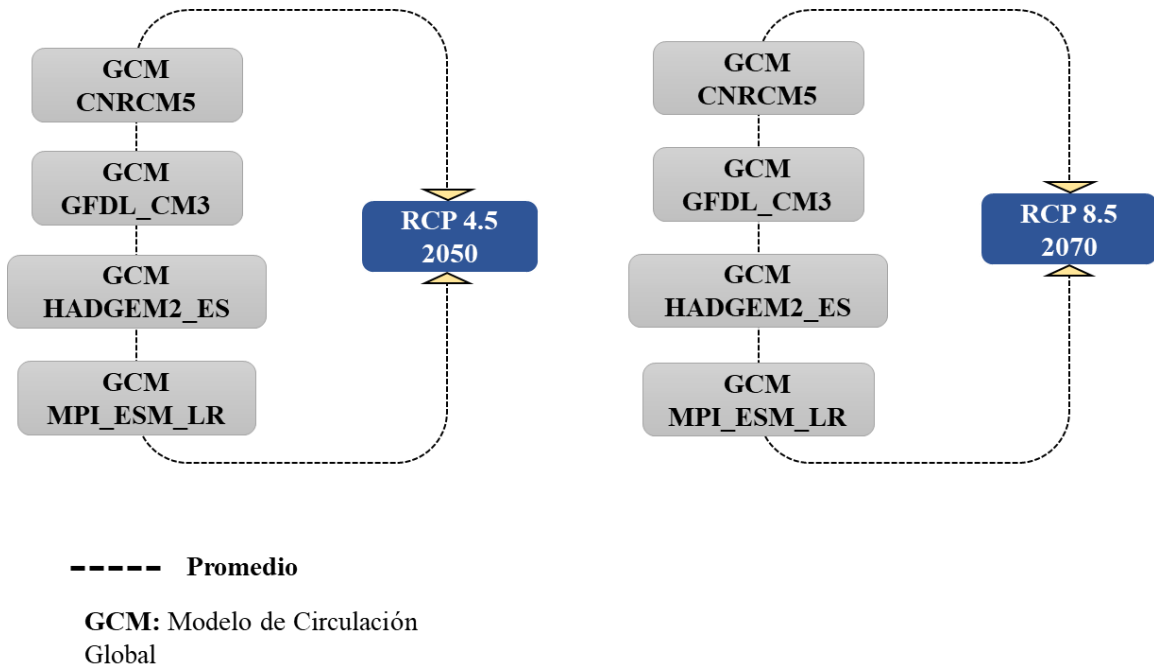 GCM
CNRCM5
GCM
GFDL_CM3
GCM
HADGEM2_ES
GCM
MPI_ESM_LR
RCP 4.5
2050
GCM
CNRCM5
GCM
GFDL_CM3
GCM
HADGEM2_ES
GCM
MPI_ESM_LR
RCP 8.5
2070
Promedio
GCM: Modelo de Circulación
Global